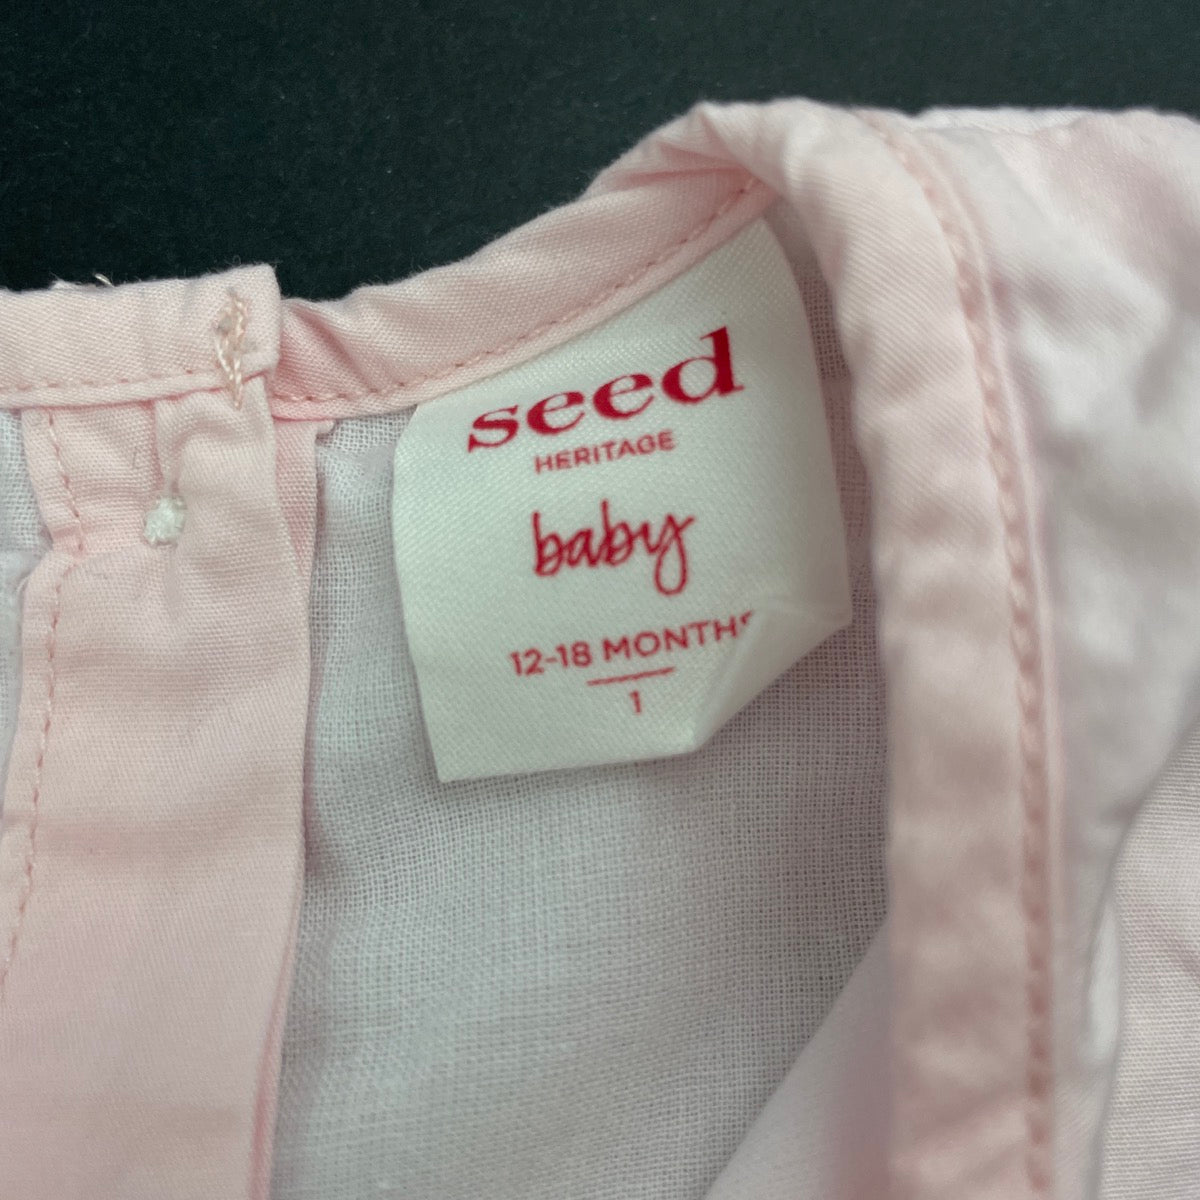 seed
HERITAGE
baby
12-18 MONTHS
1